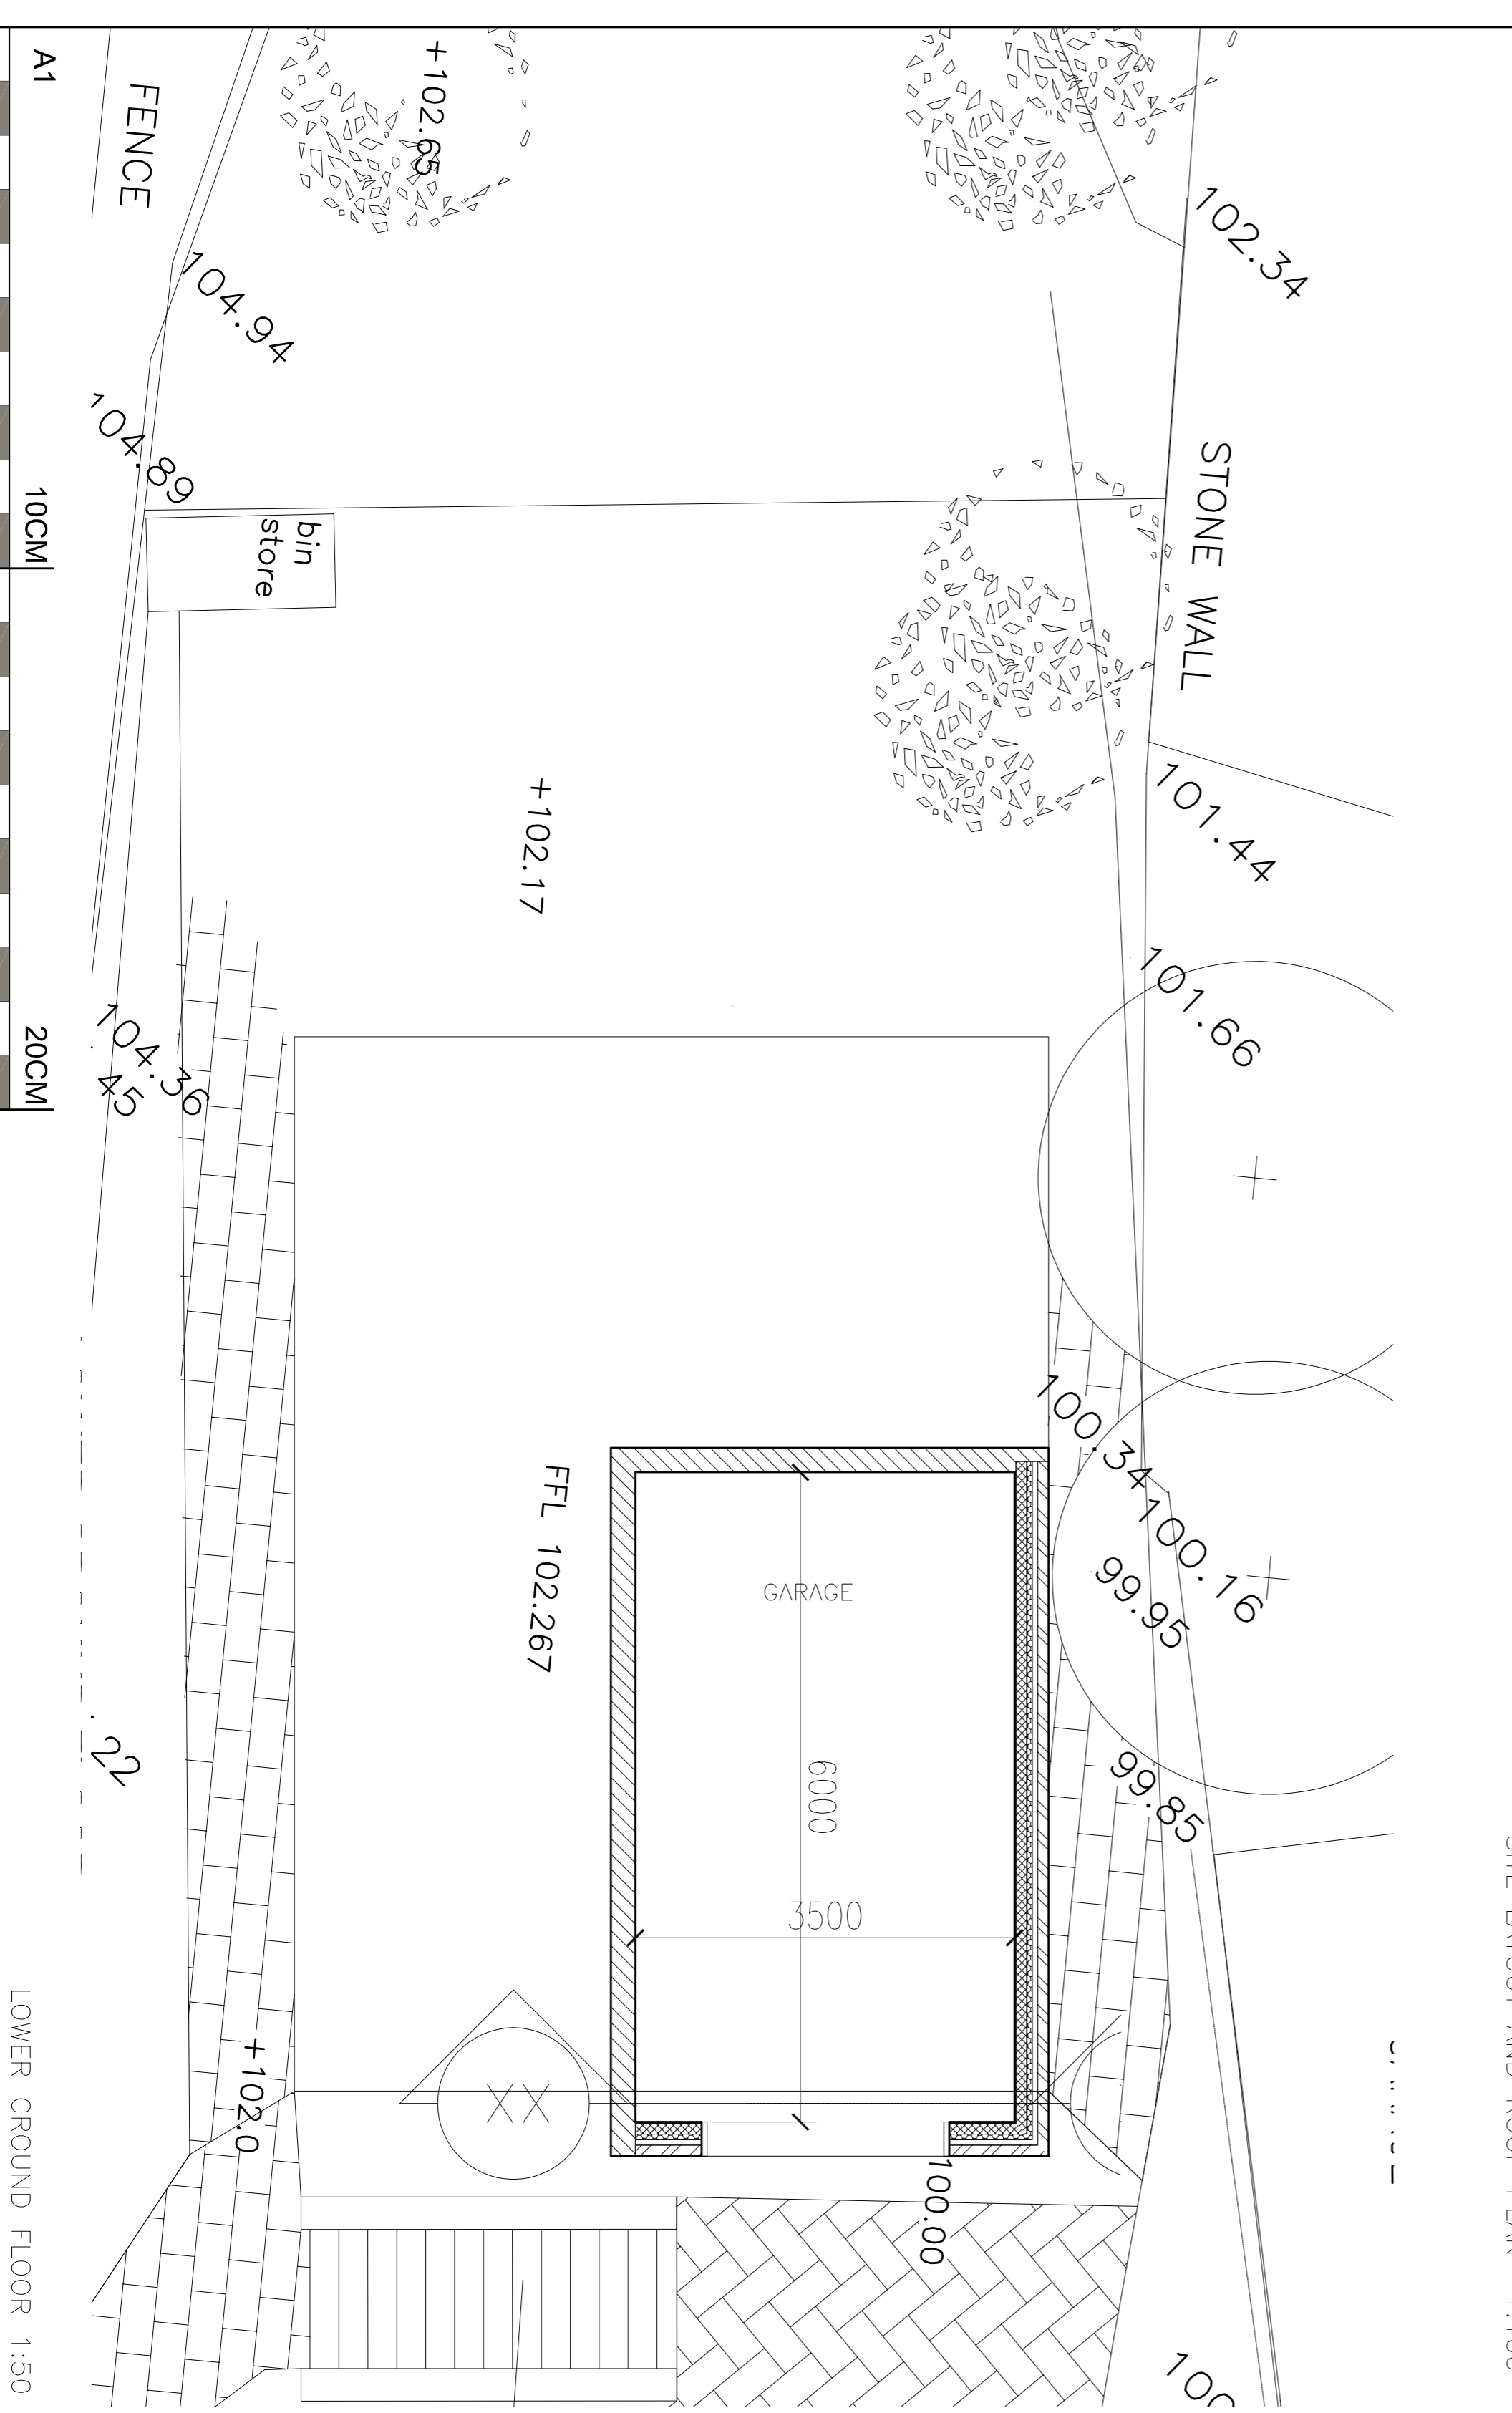 A1
10CM
20CM
FENCE
+102.65
102.34
104.94
104.89
STONE WALL
bin
store
+102.17
101.44
101.66
104.36
45
100.34
100.16
99.95
99.85
FFL 102.267
GARAGE
6000
3500
.22
+102.0
XX
100.00
LOWER GROUND FLOOR 1:50